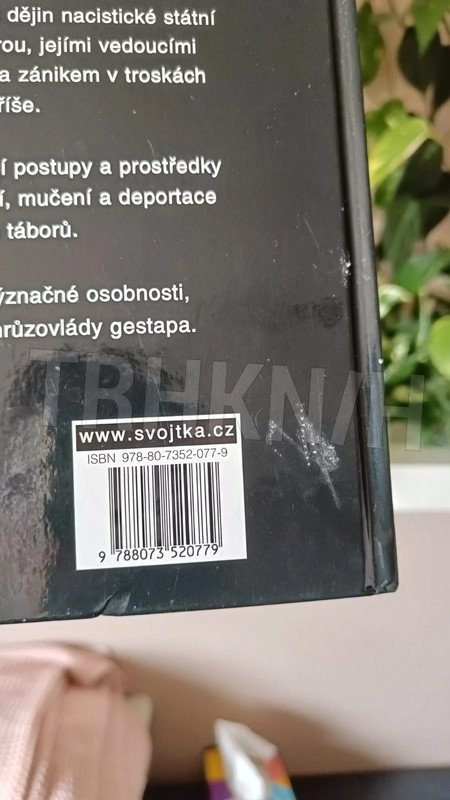 dějin nacistické státní
rou, jejími vedoucími
a zánikem v troskách
říše.
í postupy a prostředky
í, mučení a deportace
táborů.
ýznačné osobnosti,
hrůzovlády gestapa.
TRHKNIH
www.svojtka.cz
ISBN 978-80-7352-077-9
9 788073 520779